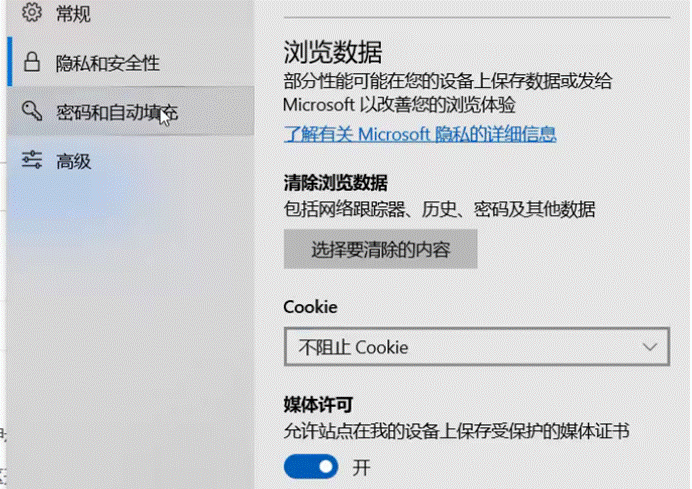 常规
隐私和安全性
密码和自动填充
高级
浏览数据
部分性能可能在您的设备上保存数据或发给
Microsoft 以改善您的浏览体验
了解有关 Microsoft 隐私的详细信息
清除浏览数据
包括网络跟踪器、历史、密码及其他数据
选择要清除的内容
Cookie
不阻止 Cookie
媒体许可
允许站点在我的设备上保存受保护的媒体证书
开